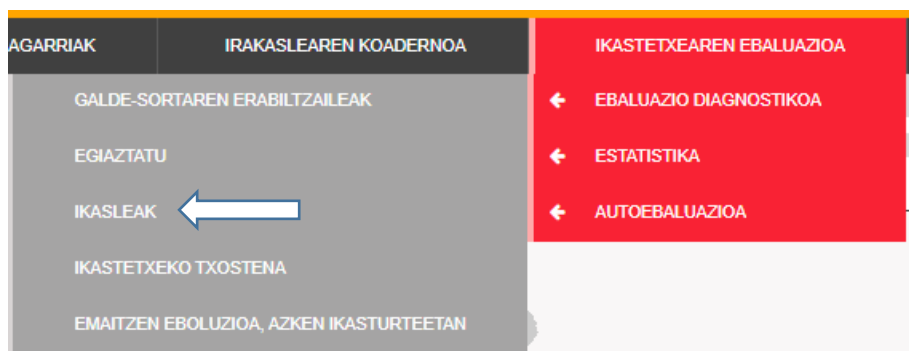 AGARRIAK IRAKASLEAREN KOADERNOA IKASTETXEAREN EBALUAZIOA
GALDE-SORTAREN ERABILTZAILEAK EBALUAZIO DIAGNOSTIKOA
EGIAZTATU ESTATISTIKA
IKASLEAK AUTOEBALUAZIOA
IKASTETXEKO TXOSTENA
EMAITZEN EBOLUZIOA, AZKEN IKASTURTEETAN